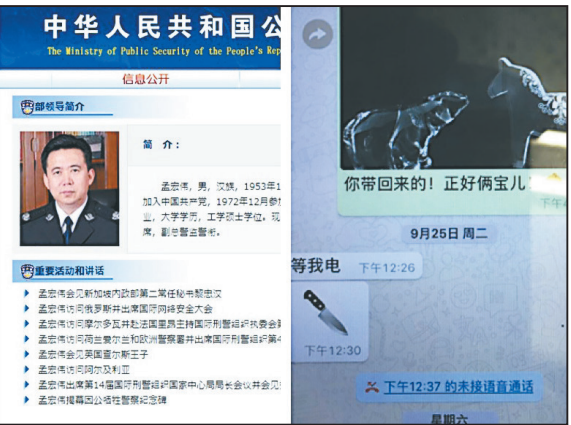 中华人民共和国公
The Ministry of Public Security of the People's Rep
信息公开
部领导简介
简 介:
孟宏伟,男,汉族,1953年1
加入中国共产党,1972年12月参
业,大学学历,工学硕士学位。现
席,副总警监警衔。
重要活动和讲话
孟宏伟会见新加坡内政部第二常任秘书黎忠汉
孟宏伟访问俄罗斯并出席国际网络安全大会
孟宏伟访问摩尔多瓦并赴法国里昂主持国际刑警组织执委会
孟宏伟访问荷兰爱尔兰和欧洲警察署并出席国际刑警组织第
孟宏伟会见英国查尔斯王子
孟宏伟访问阿尔及利亚
孟宏伟出席第14届国际刑警组织国家中心局局长会议并会见
孟宏伟揭幕因公牺牲警察纪念碑
你带回来的!正好俩宝儿
下午
9月25日 周二
等我电 下午12:26
下午12:30
下午12:37 的未接语音通话
星期六